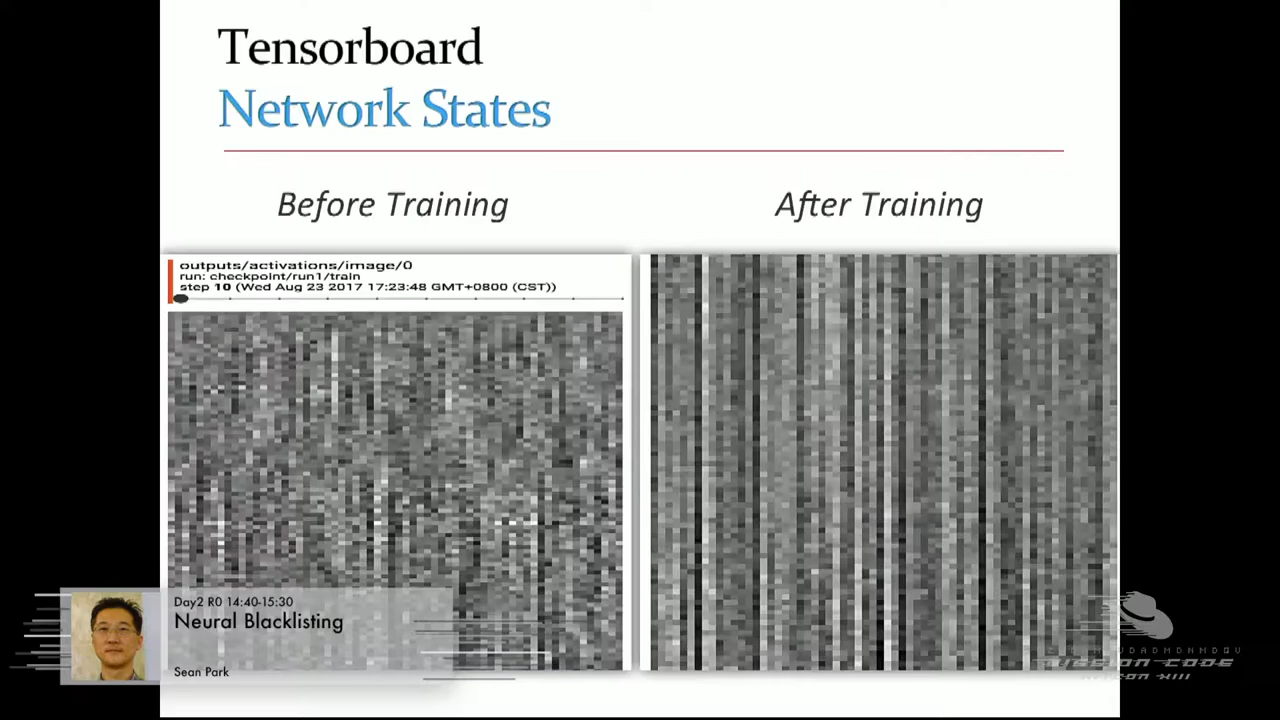 Tensorboard
Network States
Before Training
After Training
outputs/activations/image/0
run: checkpoint/run1/train
step 10 (Wed Aug 23 2017 17:23:48 GMT+0800 (CST))
Day2 R0 14:40-15:30
Neural Blacklisting
Sean Park